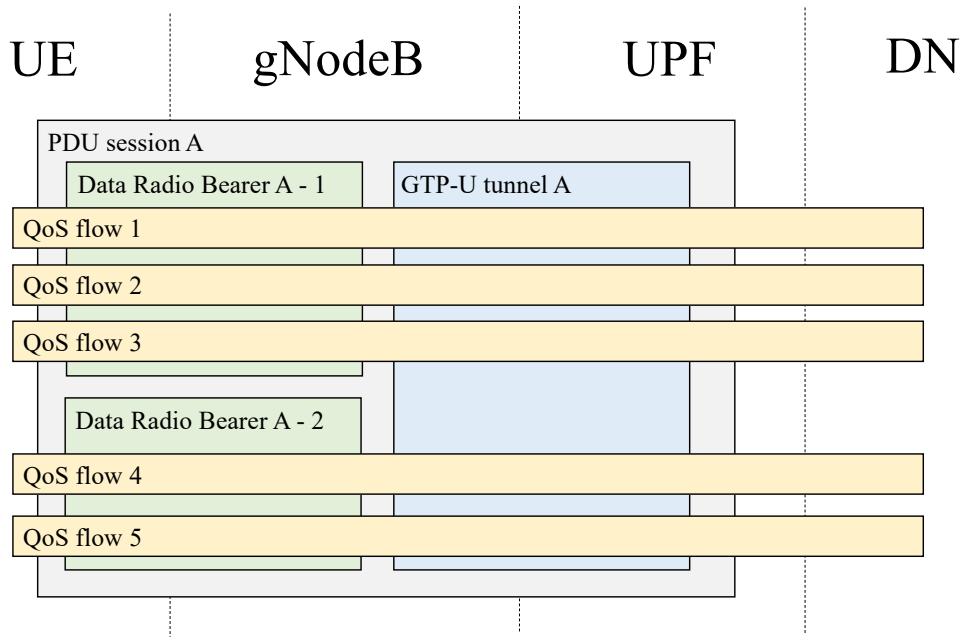 UE
gNodeB
UPF
DN
PDU session A
Data Radio Bearer A - 1
GTP-U tunnel A
QoS flow 1
QoS flow 2
QoS flow 3
Data Radio Bearer A - 2
QoS flow 4
QoS flow 5